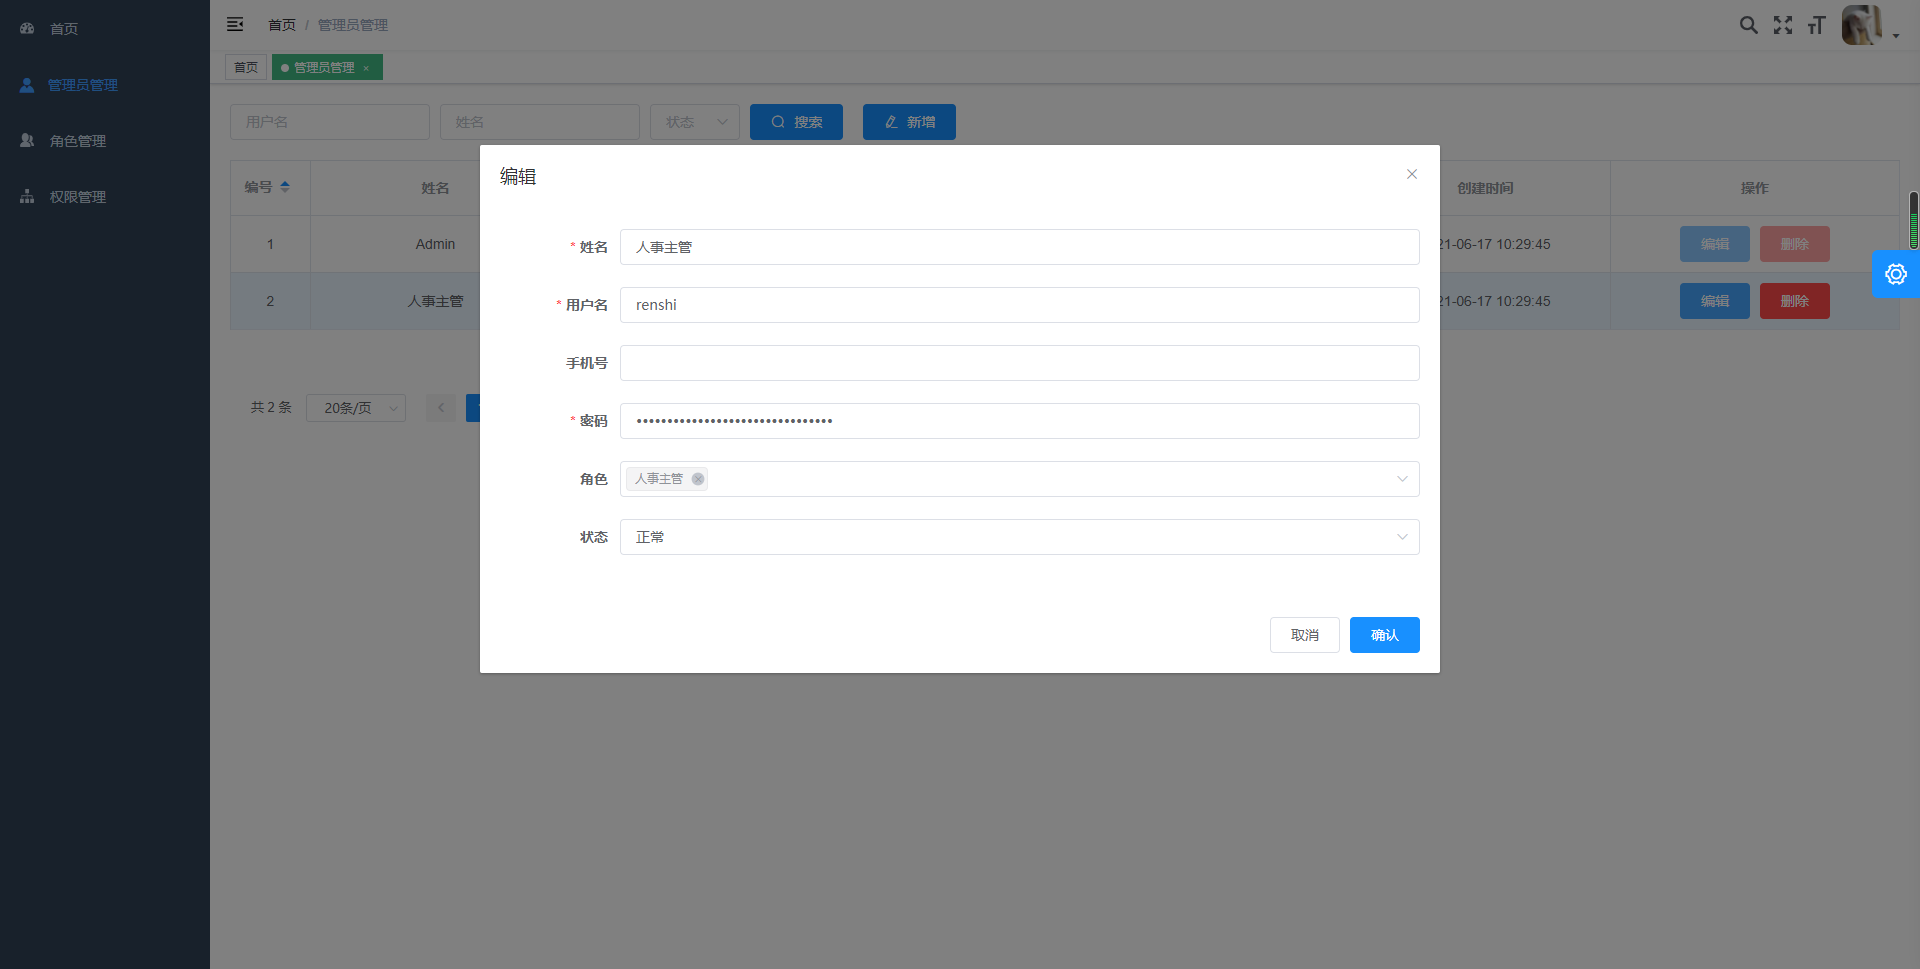 首页
管理员管理
角色管理
权限管理
首页 / 管理员管理
首页
管理员管理 ×
用户名
姓名
状态
搜索
新增
编号
姓名
创建时间
操作
1
Admin
21-06-17 10:29:45
编辑
删除
2
人事主管
21-06-17 10:29:45
编辑
删除
共 2 条
20条/页
编辑
* 姓名
人事主管
* 用户名
renshi
手机号
* 密码
••••••••••••••••••••••••••••••••
角色
人事主管
状态
正常
取消
确认